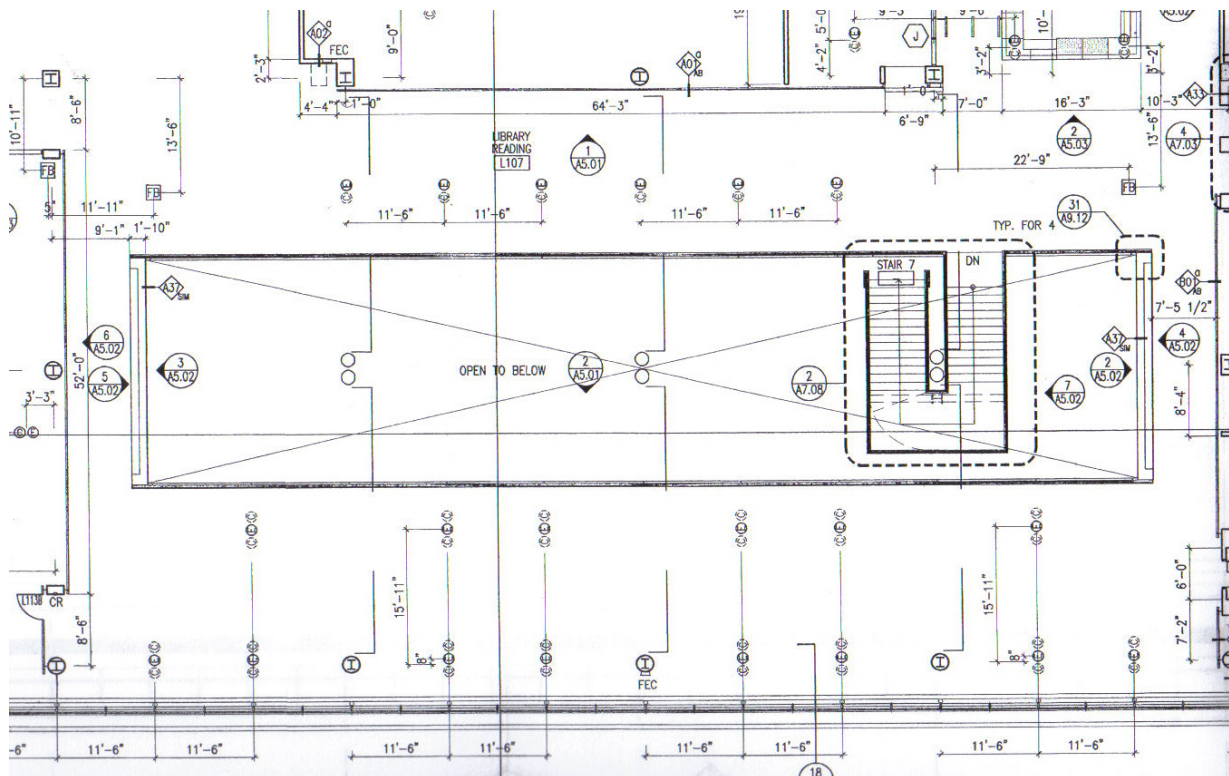 9'-3"
9'-6"
A5.02
A02
a
FEC
2'-3"
9'-0"
A01
a
AB
5'-0"
4'-2"
J
10'-
3'-2"
3'-2"
10'-11"
8'-6"
13'-6"
4'-4"
1'-0"
64'-3"
1'-0"
6'-9"
7'-0"
16'-3"
10'-3"
A33
LIBRARY
READING
L107
1
A5.01
2
A5.03
13'-6"
4
A7.03
22'-9"
FB
FB
FB
5"
11'-11"
11'-6"
11'-6"
11'-6"
11'-6"
31
A9.12
TYP. FOR 4
9'-1"
1'-10"
STAIR 7
DN
A37
SIM
B01
a
AB
7'-5 1/2"
6
A5.02
5
A5.02
3
A5.02
52'-0"
OPEN TO BELOW
2
A5.01
2
A7.08
A37
SIM
2
A5.02
4
A5.02
7
A5.02
3'-3"
8'-4"
C
E
15'-11"
15'-11"
6'-0"
7'-2"
L113B
CR
8'-6"
8"
8"
FEC
-6"
11'-6"
11'-6"
11'-6"
11'-6"
11'-6"
11'-6"
11'-6"
11'-6"
18